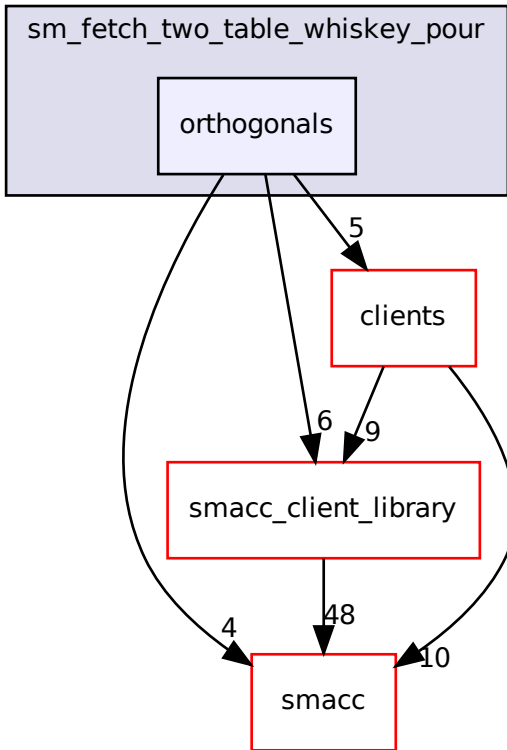 sm_fetch_two_table_whiskey_pour
orthogonals
5
clients
6
9
smacc_client_library
4
48
10
smacc